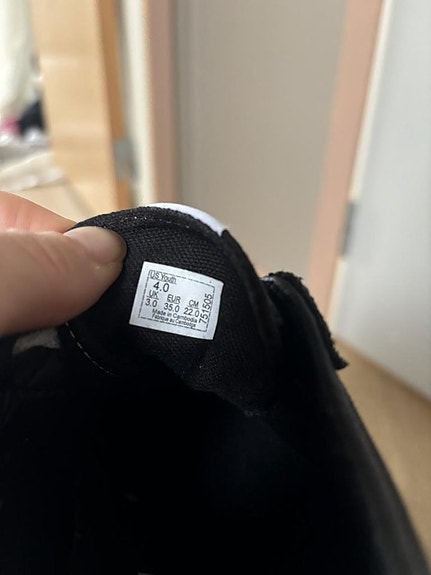 US Youth
4.0
UK EUR CM
3.0 35.0 22.0
751505
Made in Cambodia
Fabriqué au Cambodge